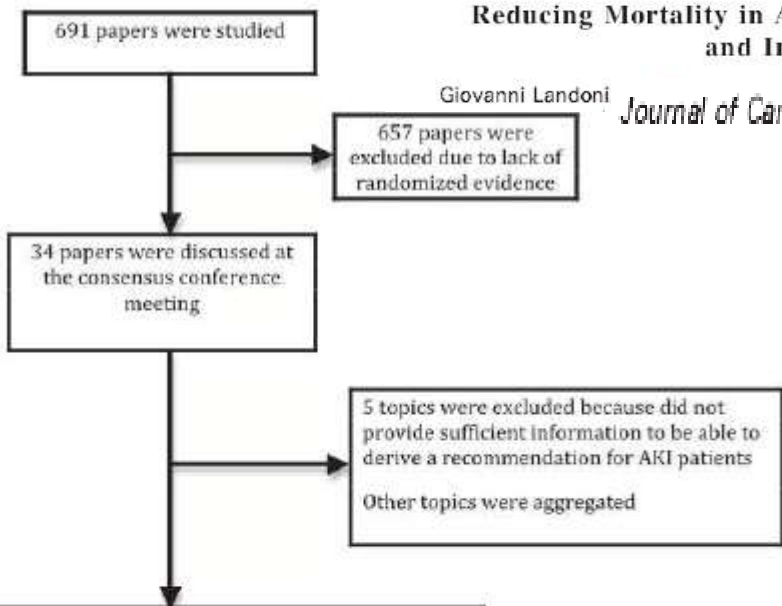 Reducing Mortality in
and
691 papers were studied
Giovanni Landoni
Journal of
657 papers were
excluded due to lack of
randomized evidence
34 papers were discussed at
the consensus conference
meeting
5 topics were excluded because did not
provide sufficient information to be able to
derive a recommendation for AKI patients
Other topics were aggregated